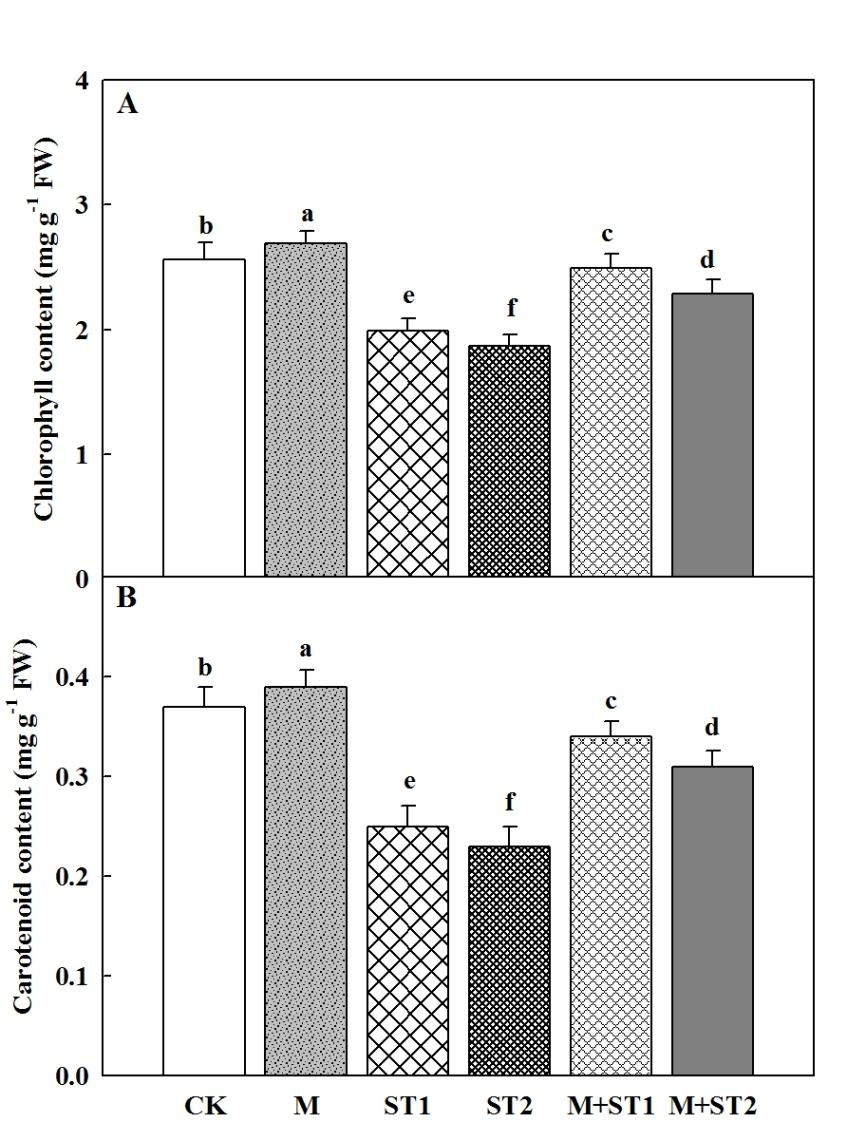 A
Chlorophyll content (mg g-1 FW)
4
3
2
1
0
b
a
e
f
c
d
B
Carotenoid content (mg g-1 FW)
0.4
0.3
0.2
0.1
0.0
b
a
e
f
c
d
CK M ST1 ST2 M+ST1 M+ST2